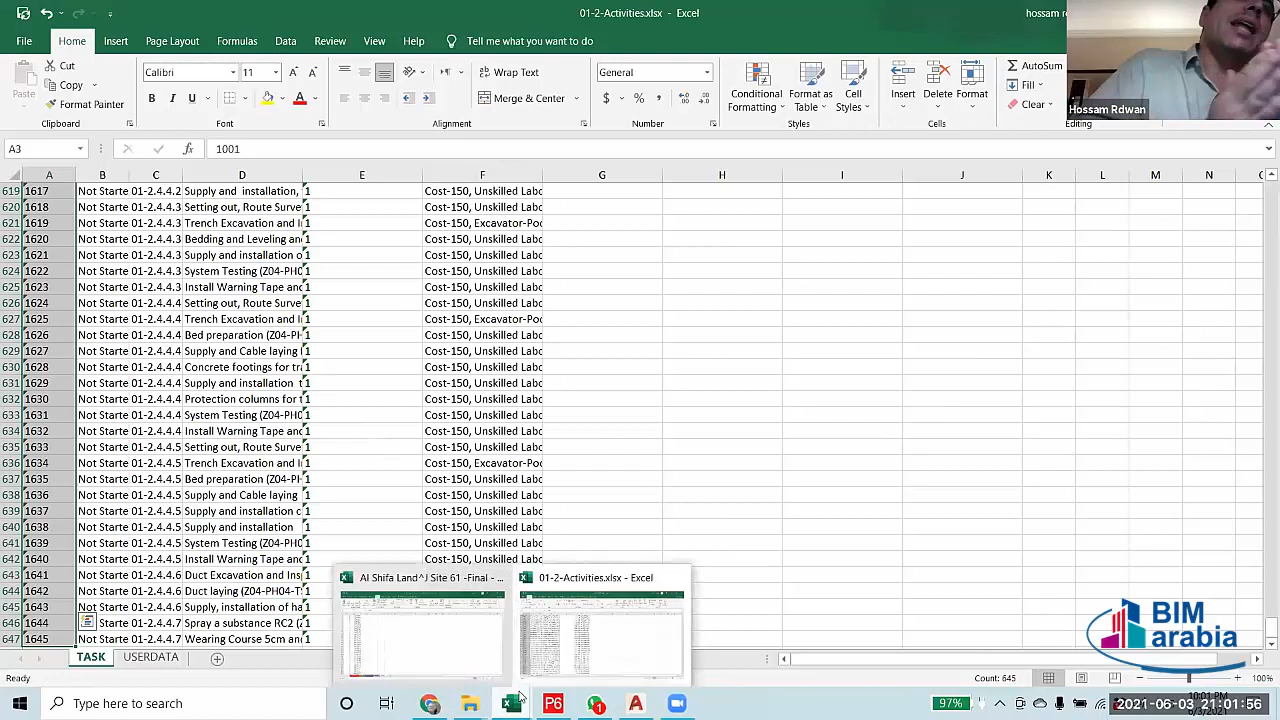 01-2-Activities.xlsx - Excel
File Home Insert Page Layout Formulas Data Review View Help Tell me what you want to do
Cut
Copy
Format Painter
Paste
Clipboard
Calibri 11
B I U
Font
Wrap Text
Merge & Center
Alignment
General
$ % ,
Number
Conditional Formatting
Format as Table
Cell Styles
Styles
Insert Delete Format
Cells
AutoSum
Fill
Clear
Editing
Hossam Rdwan
A3 fx 1001
A B C D E F G H I J K L M N
619 1617 Not Starte 01-2.4.4.2 Supply and installation, 1 Cost-150, Unskilled Labo
620 1618 Not Starte 01-2.4.4.3 Setting out, Route Surve 1 Cost-150, Unskilled Labo
621 1619 Not Starte 01-2.4.4.3 Trench Excavation and I 1 Cost-150, Excavator-Poc
622 1620 Not Starte 01-2.4.4.3 Bedding and Leveling and 1 Cost-150, Unskilled Labo
623 1621 Not Starte 01-2.4.4.3 Supply and installation o 1 Cost-150, Unskilled Labo
624 1622 Not Starte 01-2.4.4.3 System Testing (Z04-PH0 1 Cost-150, Unskilled Labo
625 1623 Not Starte 01-2.4.4.3 Install Warning Tape and 1 Cost-150, Unskilled Labo
626 1624 Not Starte 01-2.4.4.4 Setting out, Route Surve 1 Cost-150, Unskilled Labo
627 1625 Not Starte 01-2.4.4.4 Trench Excavation and I 1 Cost-150, Excavator-Poc
628 1626 Not Starte 01-2.4.4.4 Bed preparation (Z04-PH 1 Cost-150, Unskilled Labo
629 1627 Not Starte 01-2.4.4.4 Supply and Cable laying 1 Cost-150, Unskilled Labo
630 1628 Not Starte 01-2.4.4.4 Concrete footings for tr 1 Cost-150, Unskilled Labo
631 1629 Not Starte 01-2.4.4.4 Supply and installation t 1 Cost-150, Unskilled Labo
632 1630 Not Starte 01-2.4.4.4 Protection columns for t 1 Cost-150, Unskilled Labo
633 1631 Not Starte 01-2.4.4.4 System Testing (Z04-PH0 1 Cost-150, Unskilled Labo
634 1632 Not Starte 01-2.4.4.4 Install Warning Tape and 1 Cost-150, Unskilled Labo
635 1633 Not Starte 01-2.4.4.5 Setting out, Route Surve 1 Cost-150, Unskilled Labo
636 1634 Not Starte 01-2.4.4.5 Trench Excavation and I 1 Cost-150, Excavator-Poc
637 1635 Not Starte 01-2.4.4.5 Bed preparation (Z04-PH 1 Cost-150, Unskilled Labo
638 1636 Not Starte 01-2.4.4.5 Supply and Cable laying 1 Cost-150, Unskilled Labo
639 1637 Not Starte 01-2.4.4.5 Supply and installation c 1 Cost-150, Unskilled Labo
640 1638 Not Starte 01-2.4.4.5 Supply and installation 1 Cost-150, Unskilled Labo
641 1639 Not Starte 01-2.4.4.5 System Testing (Z04-PH0 1 Cost-150, Unskilled Labo
642 1640 Not Starte 01-2.4.4.5 Install Warning Tape and
643 1641 Not Starte 01-2.4.4.6 Duct Excavation and Ins
644 1642 Not Starte 01-2.4.4.6 Duct laying (Z04-PH04-T
645 1643 Not Starte 01-2.4.4.6 Supply, installation of ha
646 1644 Starte 01-2.4.4.7 Spray a substance RC2 (
647 1645 Not Starte 01-2.4.4.7 Wearing Course 5cm and
Al Shifa Land^J Site 61 -Final - ... 01-2-Activities.xlsx - Excel
BIM
arabia
TASK USERDATA
Ready Count: 645 100%
Type here to search
P6
97%
10:01 PM
2021-06-03 21:01:56